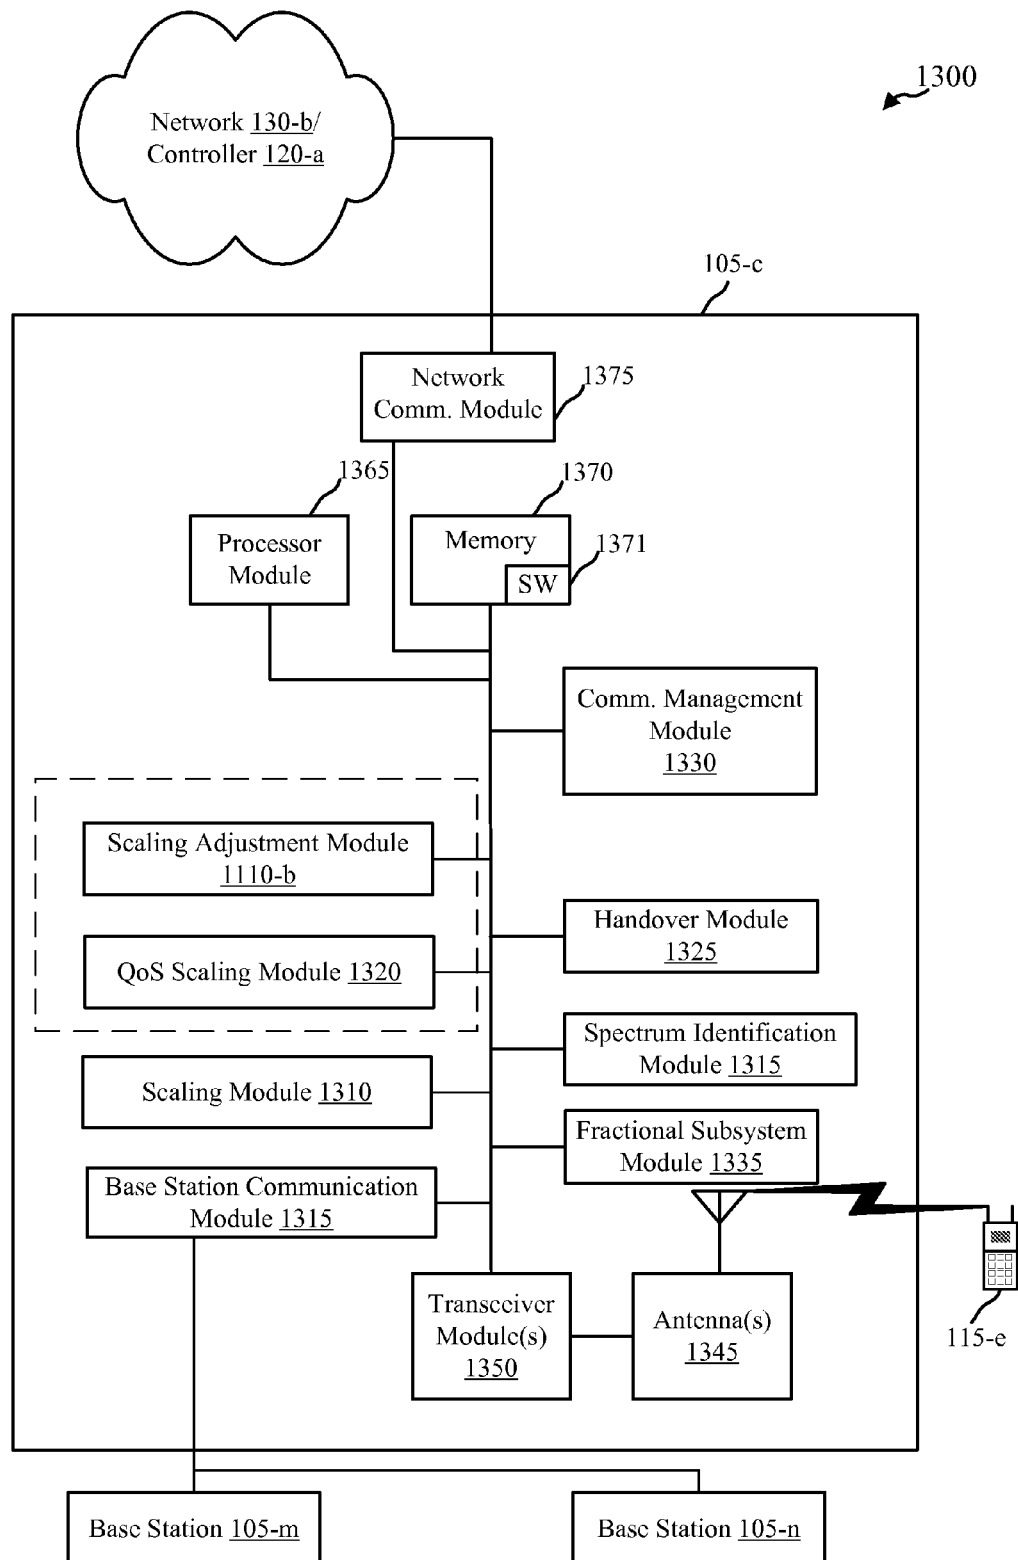 1300
Network 130-b/
Controller 120-a
105-c
Network
Comm. Module
1375
1365
1370
Processor
Module
Memory
1371
SW
Comm. Management
Module
1330
Scaling Adjustment Module
1110-b
Handover Module
1325
QoS Scaling Module 1320
Spectrum Identification
Module 1315
Scaling Module 1310
Fractional Subsystem
Module 1335
Base Station Communication
Module 1315
Transceiver
Module(s)
1350
Antenna(s)
1345
115-e
Base Station 105-m
Base Station 105-n